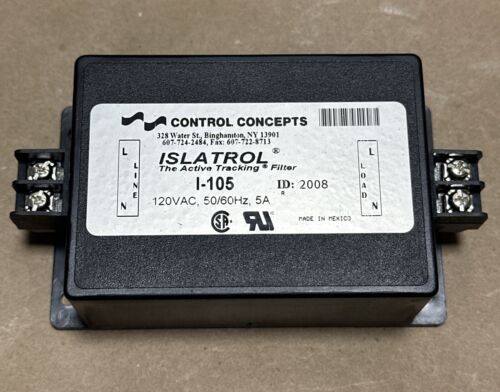 CONTROL CONCEPTS
328 Water St., Binghamton, NY 13901
607-724-2484, Fax: 607-722-8713
ISLATROL®
The Active Tracking® Filter
I-105
ID: 2008
R
120VAC, 50/60Hz, 5A
MADE IN MEXICO
L LINE N
L LOAD N